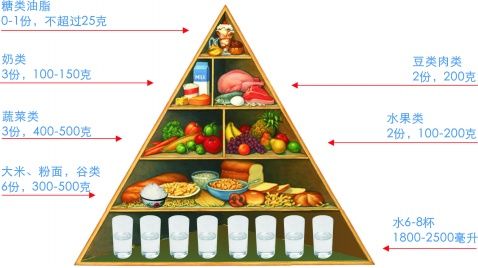 糖类油脂
0-1份，不超过25克
奶类
3份，100-150克
豆类肉类
2份，200克
蔬菜类
3份，400-500克
水果类
2份，100-200克
大米、粉面，谷类
6份，300-500克
水6-8杯
1800-2500毫升
MILK